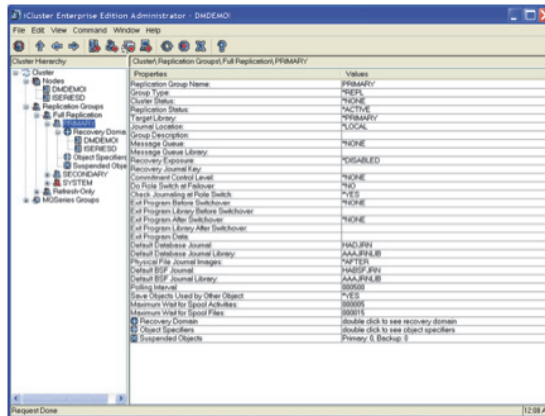 iCluster Enterprise Edition Administrator - DMDEMOI
File Edit View Command Window Help
Cluster Hierarchy
Cluster\Replication Groups\Full Replication\PRIMARY
Cluster
Nodes
DMDEMOI
ISERIESD
Replication Groups
Full Replication
PRIMARY
Recovery Domai
DMDEMOI
ISERIESD
Object Specifiers
Suspended Obje
SECONDARY
SYSTEM
Refresh-Only
MQSeries Groups
Properties Values
Replication Group Name: PRIMARY
Group Type: *REPL
Cluster Status: *NONE
Replication Status: *ACTIVE
Target Library: *PRIMARY
Journal Location: *LOCAL
Group Description:
Message Queue: *NONE
Message Queue Library:
Recovery Exposure: *DISABLED
Recovery Journal Key:
Commitment Control Level: *NONE
Do Role Switch at Failover: *NO
Check Journaling at Role Switch: *YES
Exit Program Before Switchover: *NONE
Exit Program Library Before Switchover:
Exit Program After Switchover: *NONE
Exit Program Library After Switchover:
Exit Program Data:
Default Database Journal: HADJRN
Default Database Journal Library: AAAJRNLIB
Physical File Journal Images: *AFTER
Default BSF Journal: HABSFJRN
Default BSF Journal Library: AAAJRNLIB
Polling Interval: 000500
Save Objects Used by Other Object: *YES
Maximum Wait for Spool Activities: 000005
Maximum Wait for Spool Files: 000015
Recovery Domain double click to see recovery domain
Object Specifiers double click to see object specifiers
Suspended Objects Primary: 0, Backup: 0
Request Done
12:08